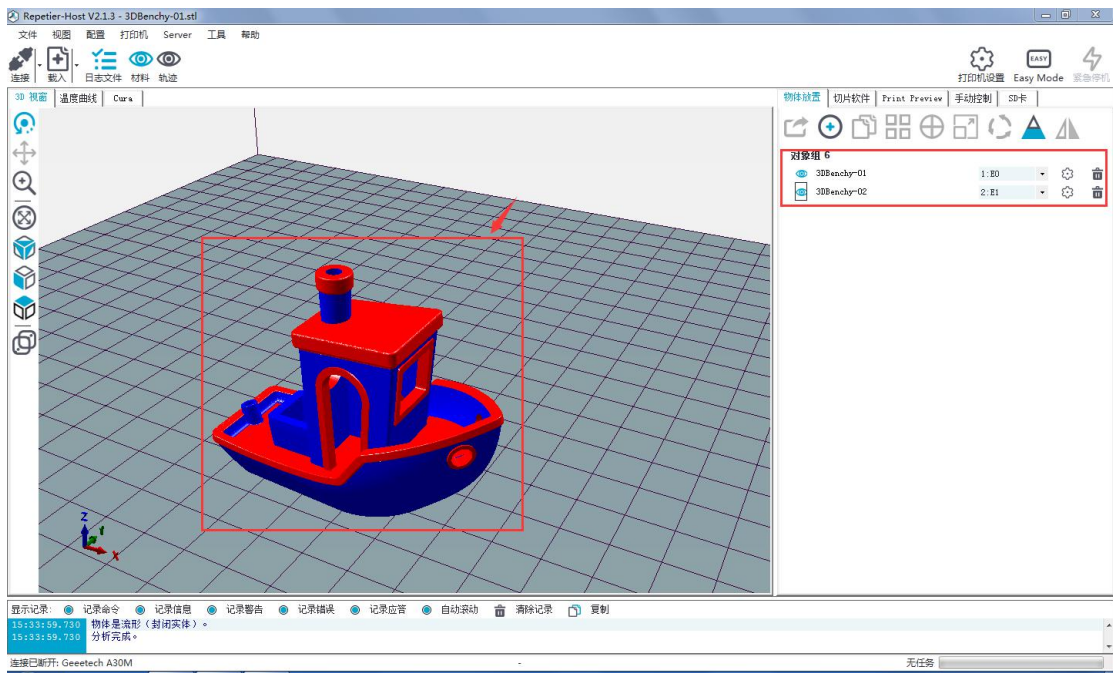 Repetier-Host V2.1.3 - 3DBenchy-01.stl
文件 视图 配置 打印机 Server 工具 帮助
连接 载入 日志文件 材料 轨迹 打印机设置 EASY Easy Mode 紧急停机
3D 视窗 温度曲线 Cura 物体放置 切片软件 Print Preview 手动控制 SD卡
对象组 6
3DBenchy-01 1:E0
3DBenchy-02 2:E1
Z
Y
X
显示记录: 记录命令 记录信息 记录警告 记录错误 记录应答 自动滚动 清除记录 复制
15:33:59.730 物体是流形（封闭实体）。
15:33:59.730 分析完成。
连接已断开: Geeetech A30M - 无任务